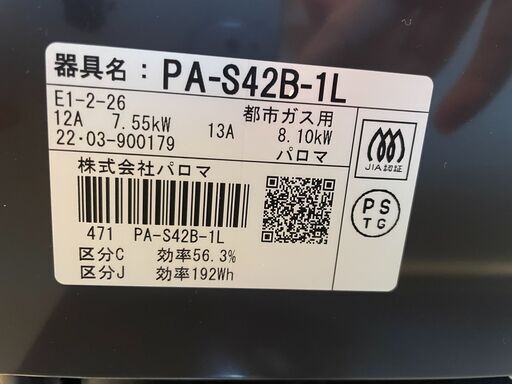 器具名：PA-S42B-1L
E1-2-26 都市ガス用
12A 7.55kW 13A 8.10kW
22·03-900179 パロマ
JIA認証
株式会社パロマ
PS
TG
471 PA-S42B-1L
区分C 効率56.3%
区分J 効率192Wh